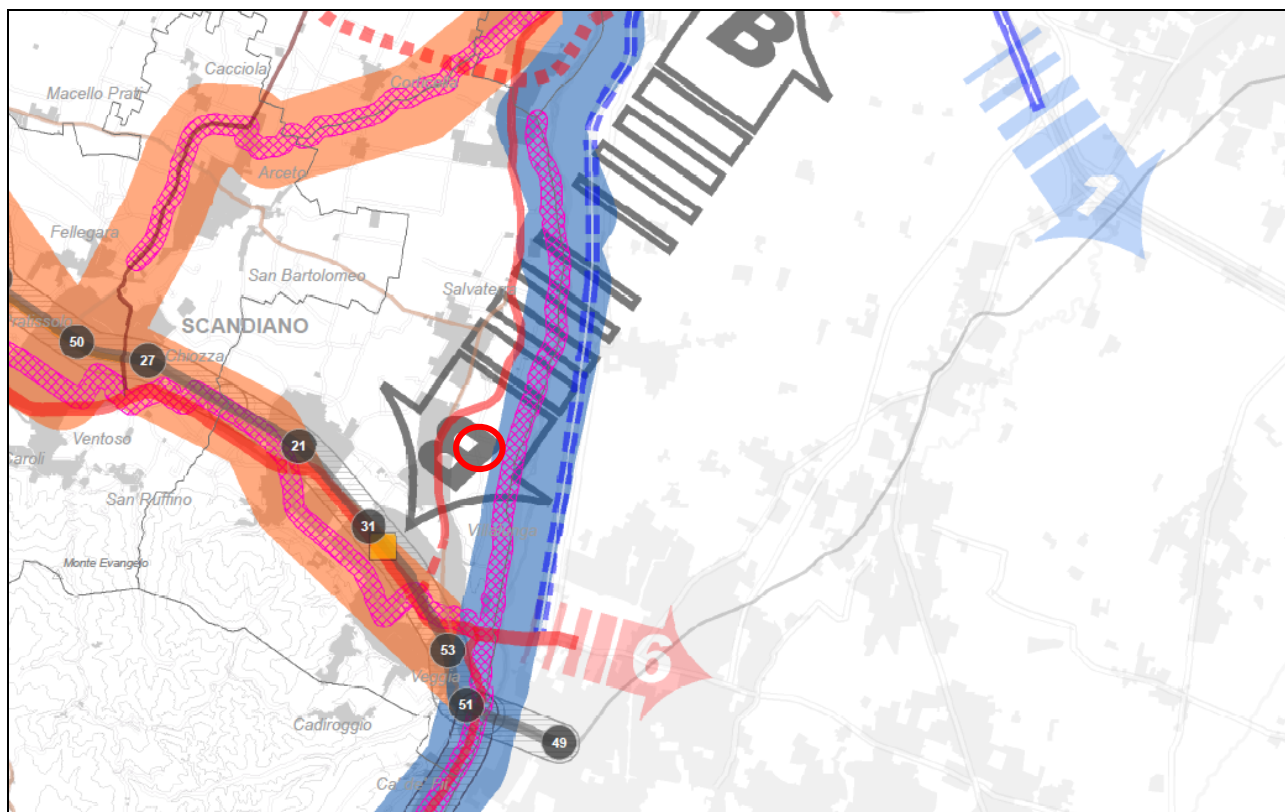 B
Cacciola
Macello Prati
Arceto
1
Fellegara
San Bartolomeo
Salvaterra
SCANDIANO
50
27
Chiozza
Ventoso
21
B
San Ruffino
31
Monte Evangelo
6
53
Veggia
51
Cadiroggio
49